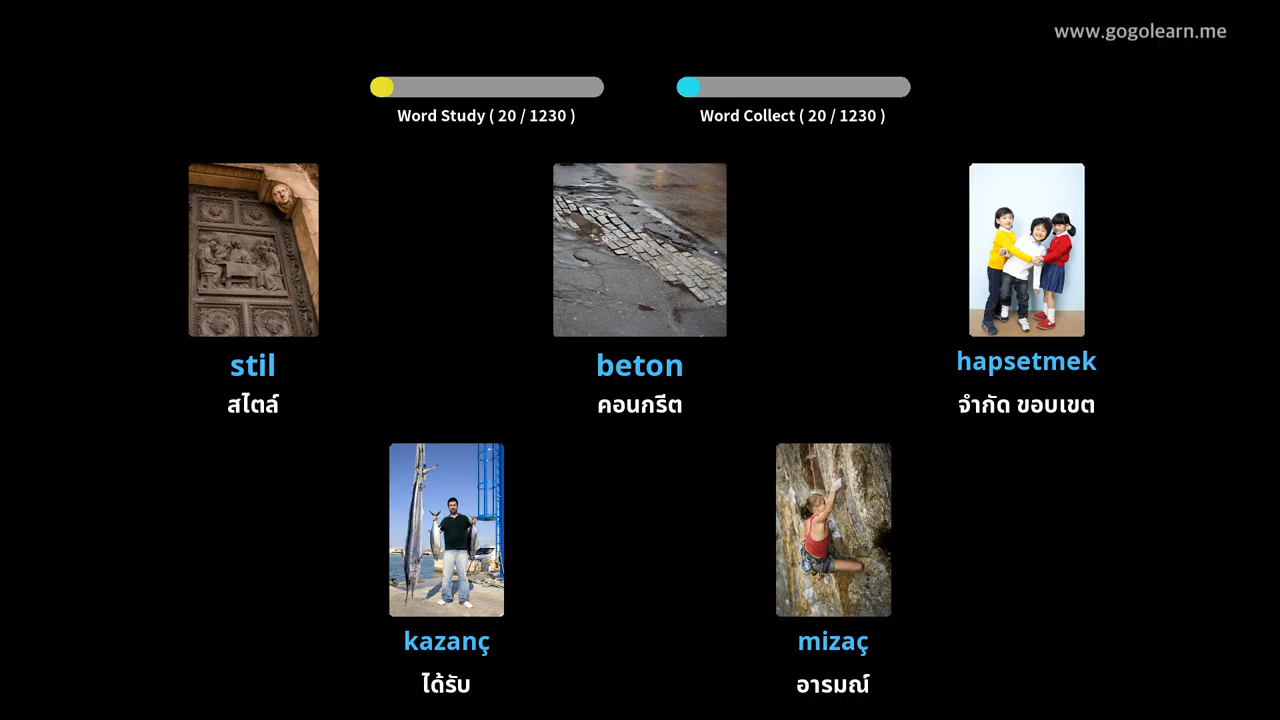 www.gogolearn.me
Word Study ( 20 / 1230 )
Word Collect ( 20 / 1230 )
stil
สไตล์
beton
คอนกรีต
hapsetmek
จำกัด ขอบเขต
kazanç
ได้รับ
mizaç
อารมณ์